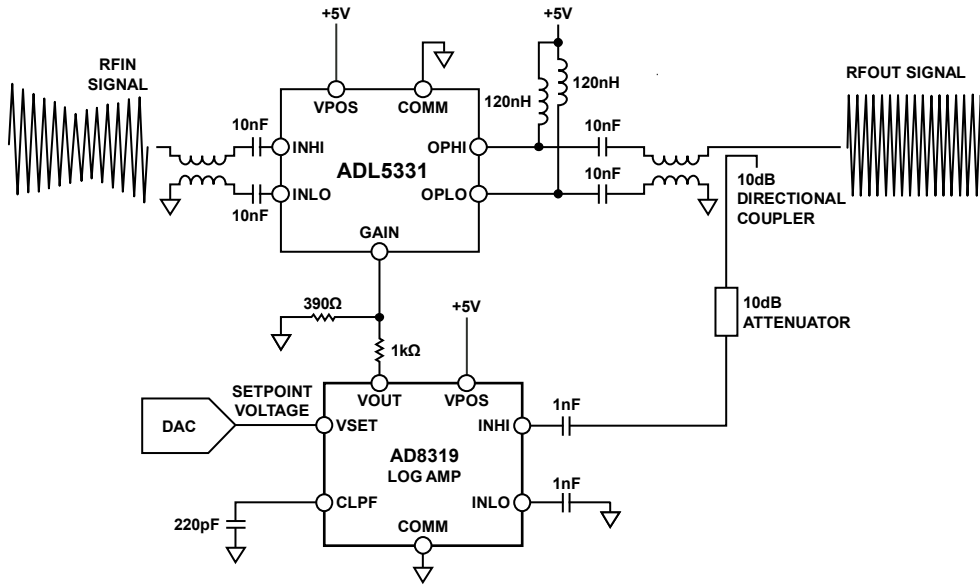 +5V
+5V
RFIN
SIGNAL
RFOUT SIGNAL
VPOS
COMM
120nH
120nH
10nF
10nF
INHI
OPHI
ADL5331
10nF
INLO
OPLO
10nF
10dB
DIRECTIONAL
COUPLER
GAIN
390Ω
+5V
10dB
ATTENUATOR
1kΩ
SETPOINT
VOLTAGE
VOUT
VPOS
1nF
DAC
VSET
INHI
AD8319
LOG AMP
1nF
CLPF
INLO
220pF
COMM